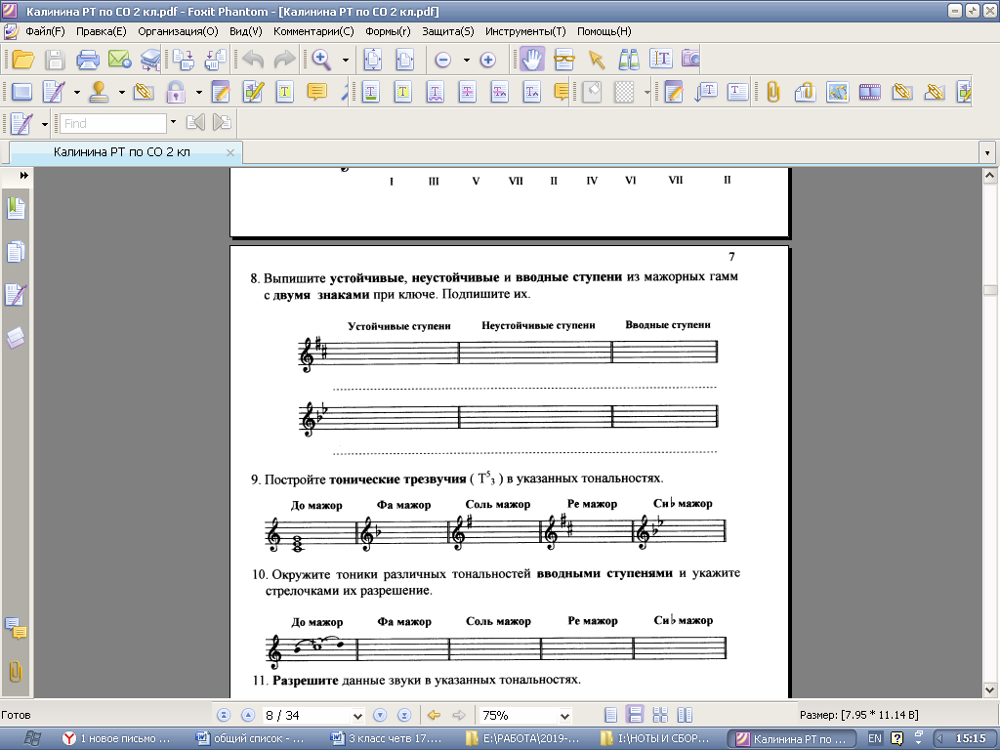 Калинина РТ по СО 2 кл.pdf - Foxit Phantom - [Калинина РТ по СО 2 кл.pdf]
Файл(F) Правка(E) Организация(O) Вид(V) Комментарии(C) Формы(r) Защита(S) Инструменты(T) Помощь(H)
Find
Калинина РТ по СО 2 кл
I III V VII II IV VI VII II
7
8. Выпишите устойчивые, неустойчивые и вводные ступени из мажорных гамм
с двумя знаками при ключе. Подпишите их.
Устойчивые ступени Неустойчивые ступени Вводные ступени
9. Постройте тонические трезвучия ( Т⁵₃ ) в указанных тональностях.
До мажор Фа мажор Соль мажор Ре мажор Си♭ мажор
10. Окружите тоники различных тональностей вводными ступенями и укажите
стрелочками их разрешение.
До мажор Фа мажор Соль мажор Ре мажор Си♭ мажор
11. Разрешите данные звуки в указанных тональностях.
Готов 8 / 34 75% Размер: [7.95 * 11.14 В]
1 новое письмо ... общий список - ... 3 класс четв 17.... E:\РАБОТА\2019-... I:\НОТЫ И СБОР... Калинина РТ по ... EN 15:15